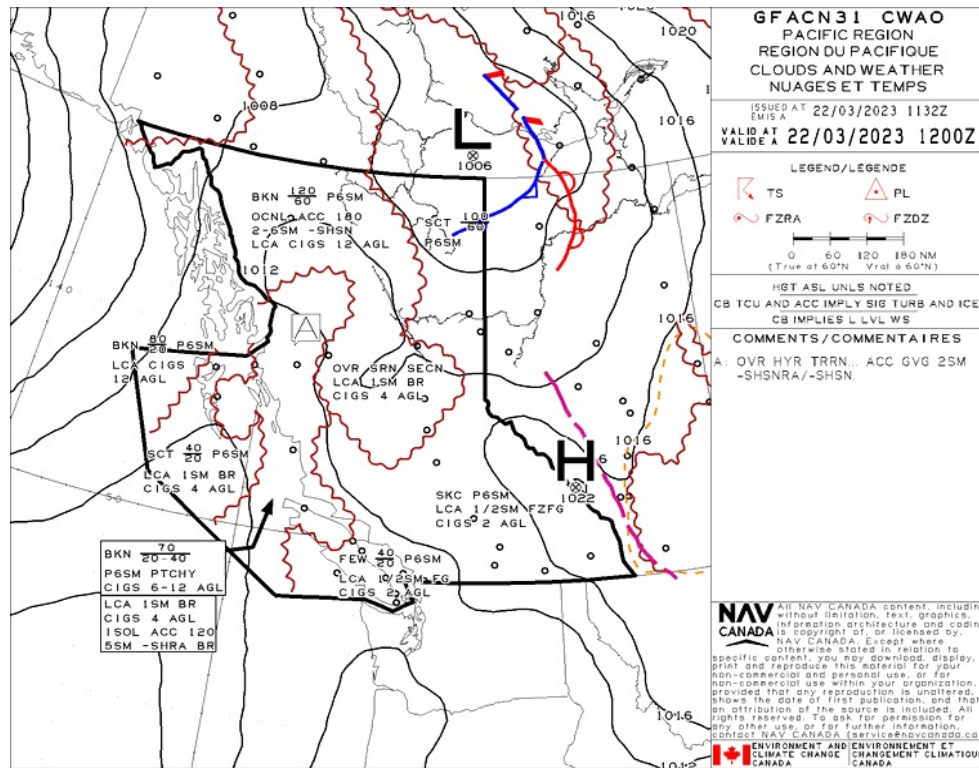 1016
1020
1020
1016
1008
1016
L
1006
BKN 120/60 P6SM
OCNL ACC 180
2-6SM -SHSN
LCA CIGS 12 AGL
SCT 100/60
P6SM
1012
140
A
1016
BKN 80/20 P6SM
LCA CIGS
12 AGL
OVR SRN SECN
LCA 1SM BR
CIGS 4 AGL
SCT 40/20 P6SM
LCA 1SM BR
CIGS 4 AGL
50
1016
H
1022
SKC P6SM
LCA 1/2SM FZFG
CIGS 2 AGL
BKN 70/20-40
P6SM PTCHY
CIGS 6-12 AGL
LCA 1SM BR
CIGS 4 AGL
ISOL ACC 120
5SM -SHRA BR
FEW 40/20 P6SM
LCA 1/2SM FG
CIGS 2 AGL
1016
1012
GFACN31 CWAO
PACIFIC REGION
REGION DU PACIFIQUE
CLOUDS AND WEATHER
NUAGES ET TEMPS
ISSUED AT
ÉMIS A
22/03/2023 1132Z
VALID AT
VALIDE A
22/03/2023 1200Z
LEGEND/LÉGENDE
TS
PL
FZRA
FZDZ
0 60 120 180 NM
(True at 60°N Vrai à 60°N)
HGT ASL UNLS NOTED
CB TCU AND ACC IMPLY SIG TURB AND ICE
CB IMPLIES L LVL WS
COMMENTS/COMMENTAIRES
A: OVR HYR TRRN... ACC GVG 2SM
-SHSNRA/-SHSN.
NAV
CANADA
All NAV CANADA content, includin
without limitation, text, graphics,
information architecture and codin
is copyright of, or licensed by,
NAV CANADA. Except where
otherwise stated in relation to
specific content, you may download, display,
print and reproduce this material for your
non-commercial and personal use, or for
non-commercial use within your organization,
provided that any reproduction is unaltered,
shows the date of first publication, and that
an attribution of the source is included. All
rights reserved. To ask for permission for
any other use, or for further information,
contact NAV CANADA (service@navcanada.ca
ENVIRONMENT AND
CLIMATE CHANGE
CANADA
ENVIRONNEMENT ET
CHANGEMENT CLIMATIQU
CANADA